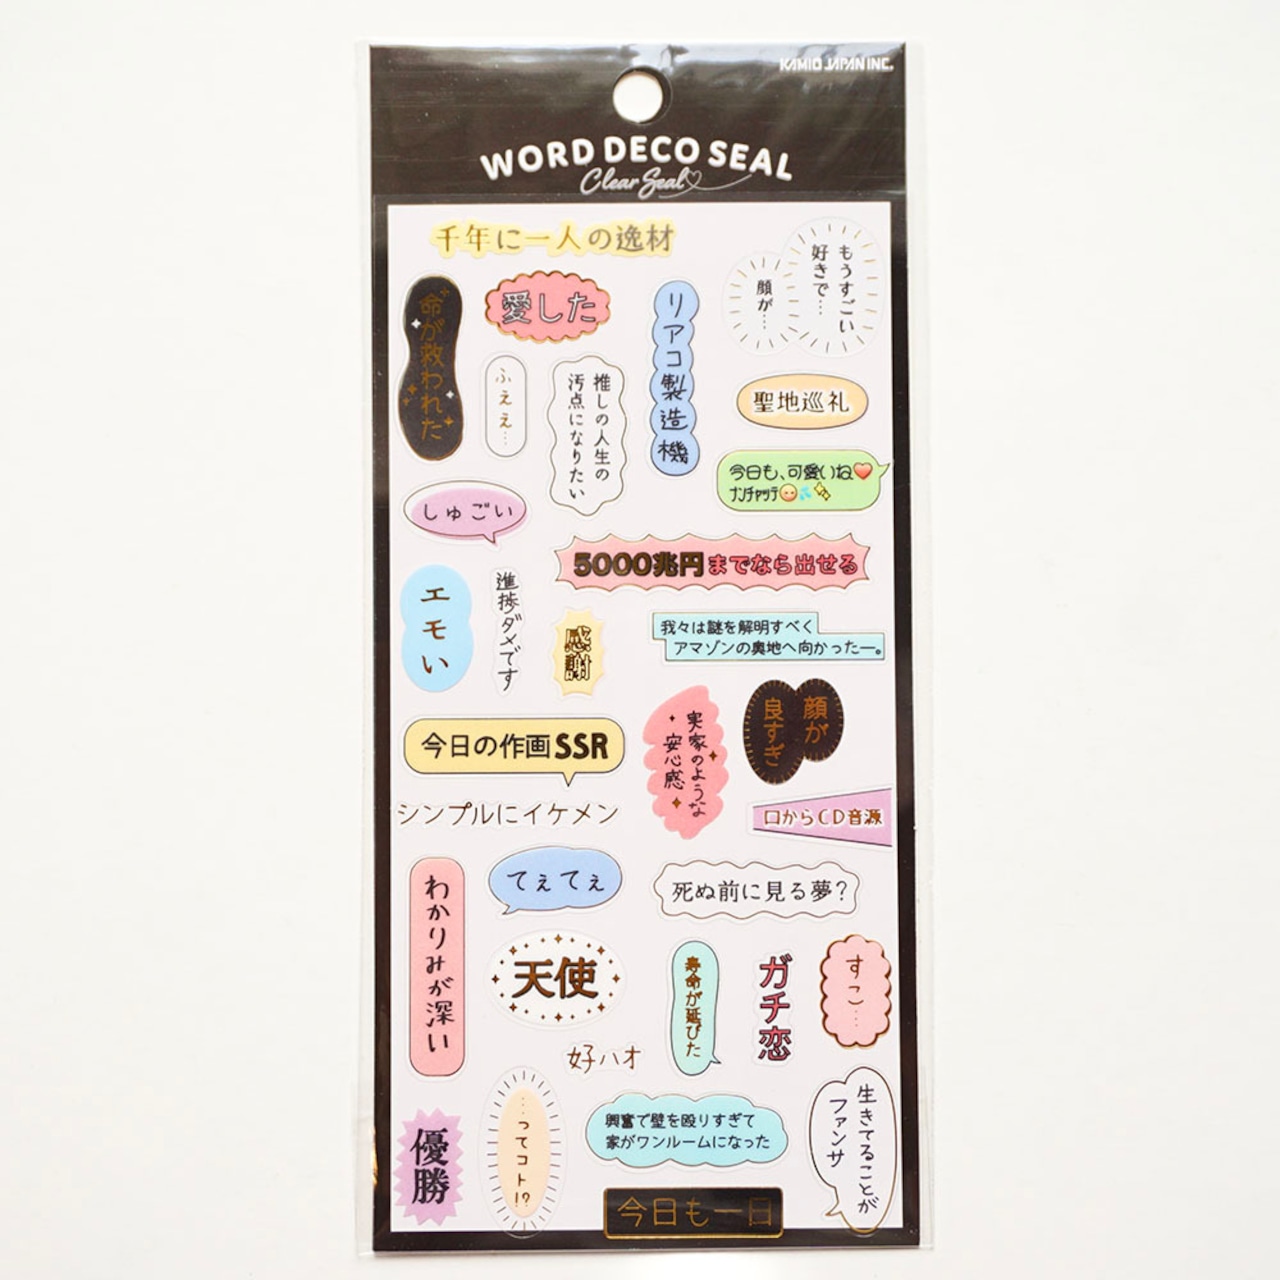 KAMIO JAPAN INC.
WORD DECO SEAL
Clear Seal
千年に一人の逸材
命が救われた
愛した
リアコ製造機
もうすごい
好きで…
顔が…
ふぇぇ…
推しの人生の
汚点になりたい
聖地巡礼
今日も、可愛いね❤️
ﾅﾝﾁｬｯﾃ
しゅごい
5000兆円までなら出せる
エモい
進捗ダメです
感謝
我々は謎を解明すべく
アマゾンの奥地へ向かった―。
今日の作画SSR
実家のような
安心感
顔が
良すぎ
シンプルにイケメン
口からCD音源
わかりみが深い
てぇてぇ
死ぬ前に見る夢?
天使
寿命が延びた
ガチ恋
すこ…
好ハオ
優勝
…ってコト!?
興奮で壁を殴りすぎて
家がワンルームになった
生きてることが
ファンサ
今日も一日